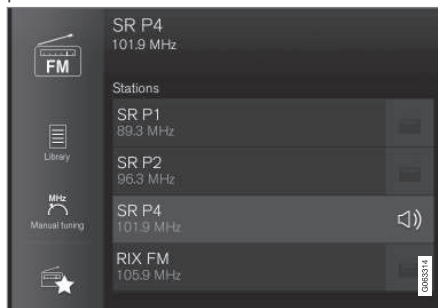 SR P4
101.9 MHz
FM
Stations
SR P1
89.3 MHz
Library
SR P2
96.3 MHz
MHz
Manual tuning
SR P4
101.9 MHz
RIX FM
105.9 MHz
G063314